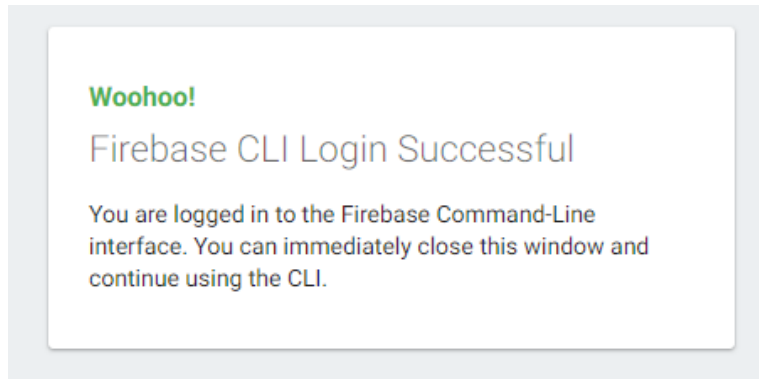 Woohoo!
Firebase CLI Login Successful
You are logged in to the Firebase Command-Line
interface. You can immediately close this window and
continue using the CLI.